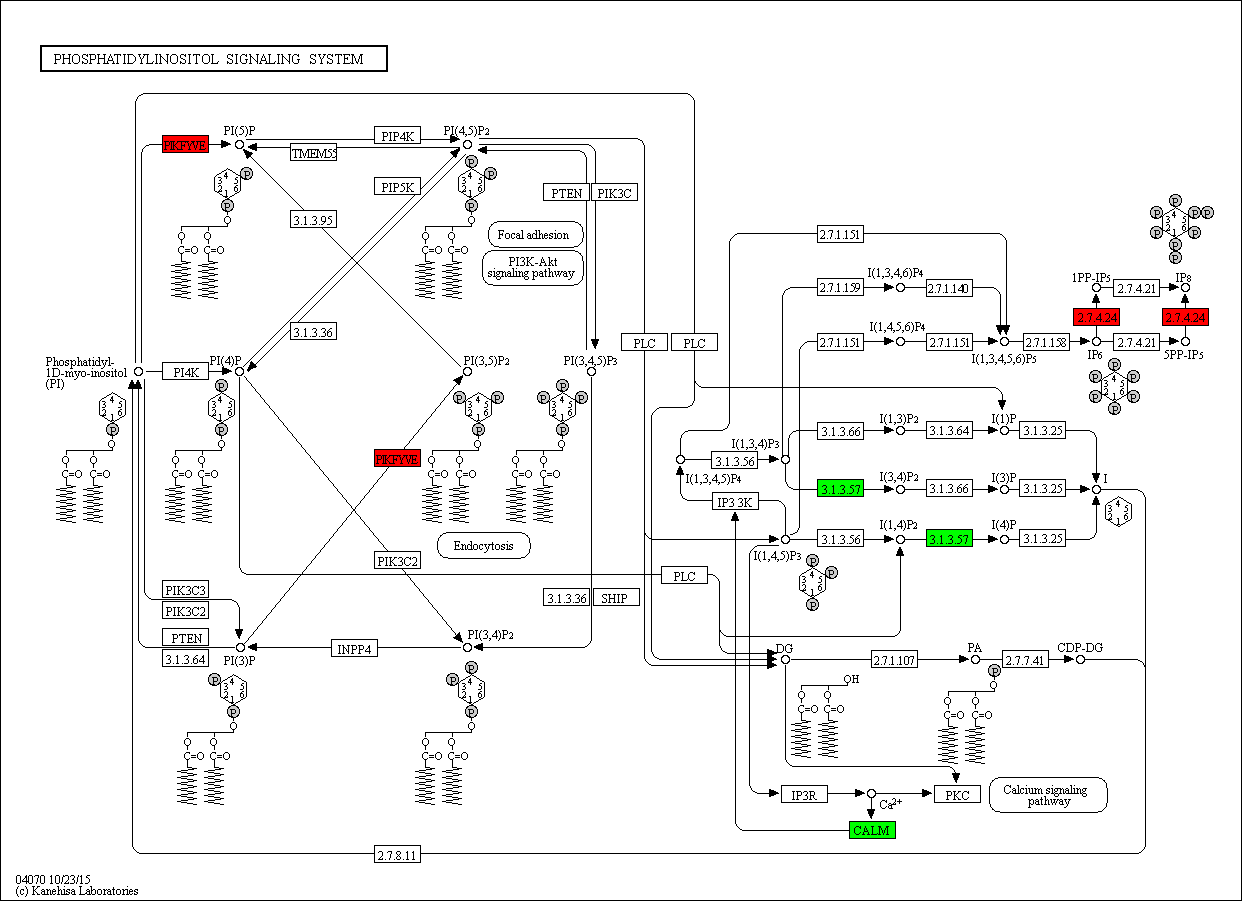 PHOSPHATIDYLINOSITOL SIGNALING SYSTEM
PIKFYVE
PI(5)P
PIP4K
PI(4,5)P2
TMEM55
PIP5K
PTEN
PIK3C
3.1.3.95
Focal adhesion
PI3K-Akt
signaling pathway
3.1.3.36
Phosphatidyl-
1D-myo-inositol
(PI)
PI4K
PI(4)P
PI(3,5)P2
PI(3,4,5)P3
PLC
PLC
PIKFYVE
Endocytosis
PIK3C2
PLC
PIK3C3
PIK3C2
PTEN
3.1.3.64
PI(3)P
INPP4
PI(3,4)P2
3.1.3.36
SHIP
2.7.1.151
I(1,3,4,6)P4
2.7.1.159
2.7.1.140
I(1,4,5,6)P4
2.7.1.151
2.7.1.151
I(1,3,4,5,6)P5
2.7.1.158
1PP-IP5
2.7.4.21
IP8
2.7.4.24
2.7.4.24
IP6
2.7.4.21
5PP-IP5
I(1,3,4)P3
3.1.3.56
I(1,3,4,5)P4
IP3 3K
3.1.3.66
I(1,3)P2
3.1.3.64
I(1)P
3.1.3.25
3.1.3.57
I(3,4)P2
3.1.3.66
I(3)P
3.1.3.25
I
I(1,4,5)P3
3.1.3.56
I(1,4)P2
3.1.3.57
I(4)P
3.1.3.25
DG
2.7.1.107
PA
2.7.7.41
CDP-DG
OH
IP3R
Ca2+
PKC
Calcium signaling
pathway
CALM
2.7.8.11
04070 10/23/15
(c) Kanehisa Laboratories